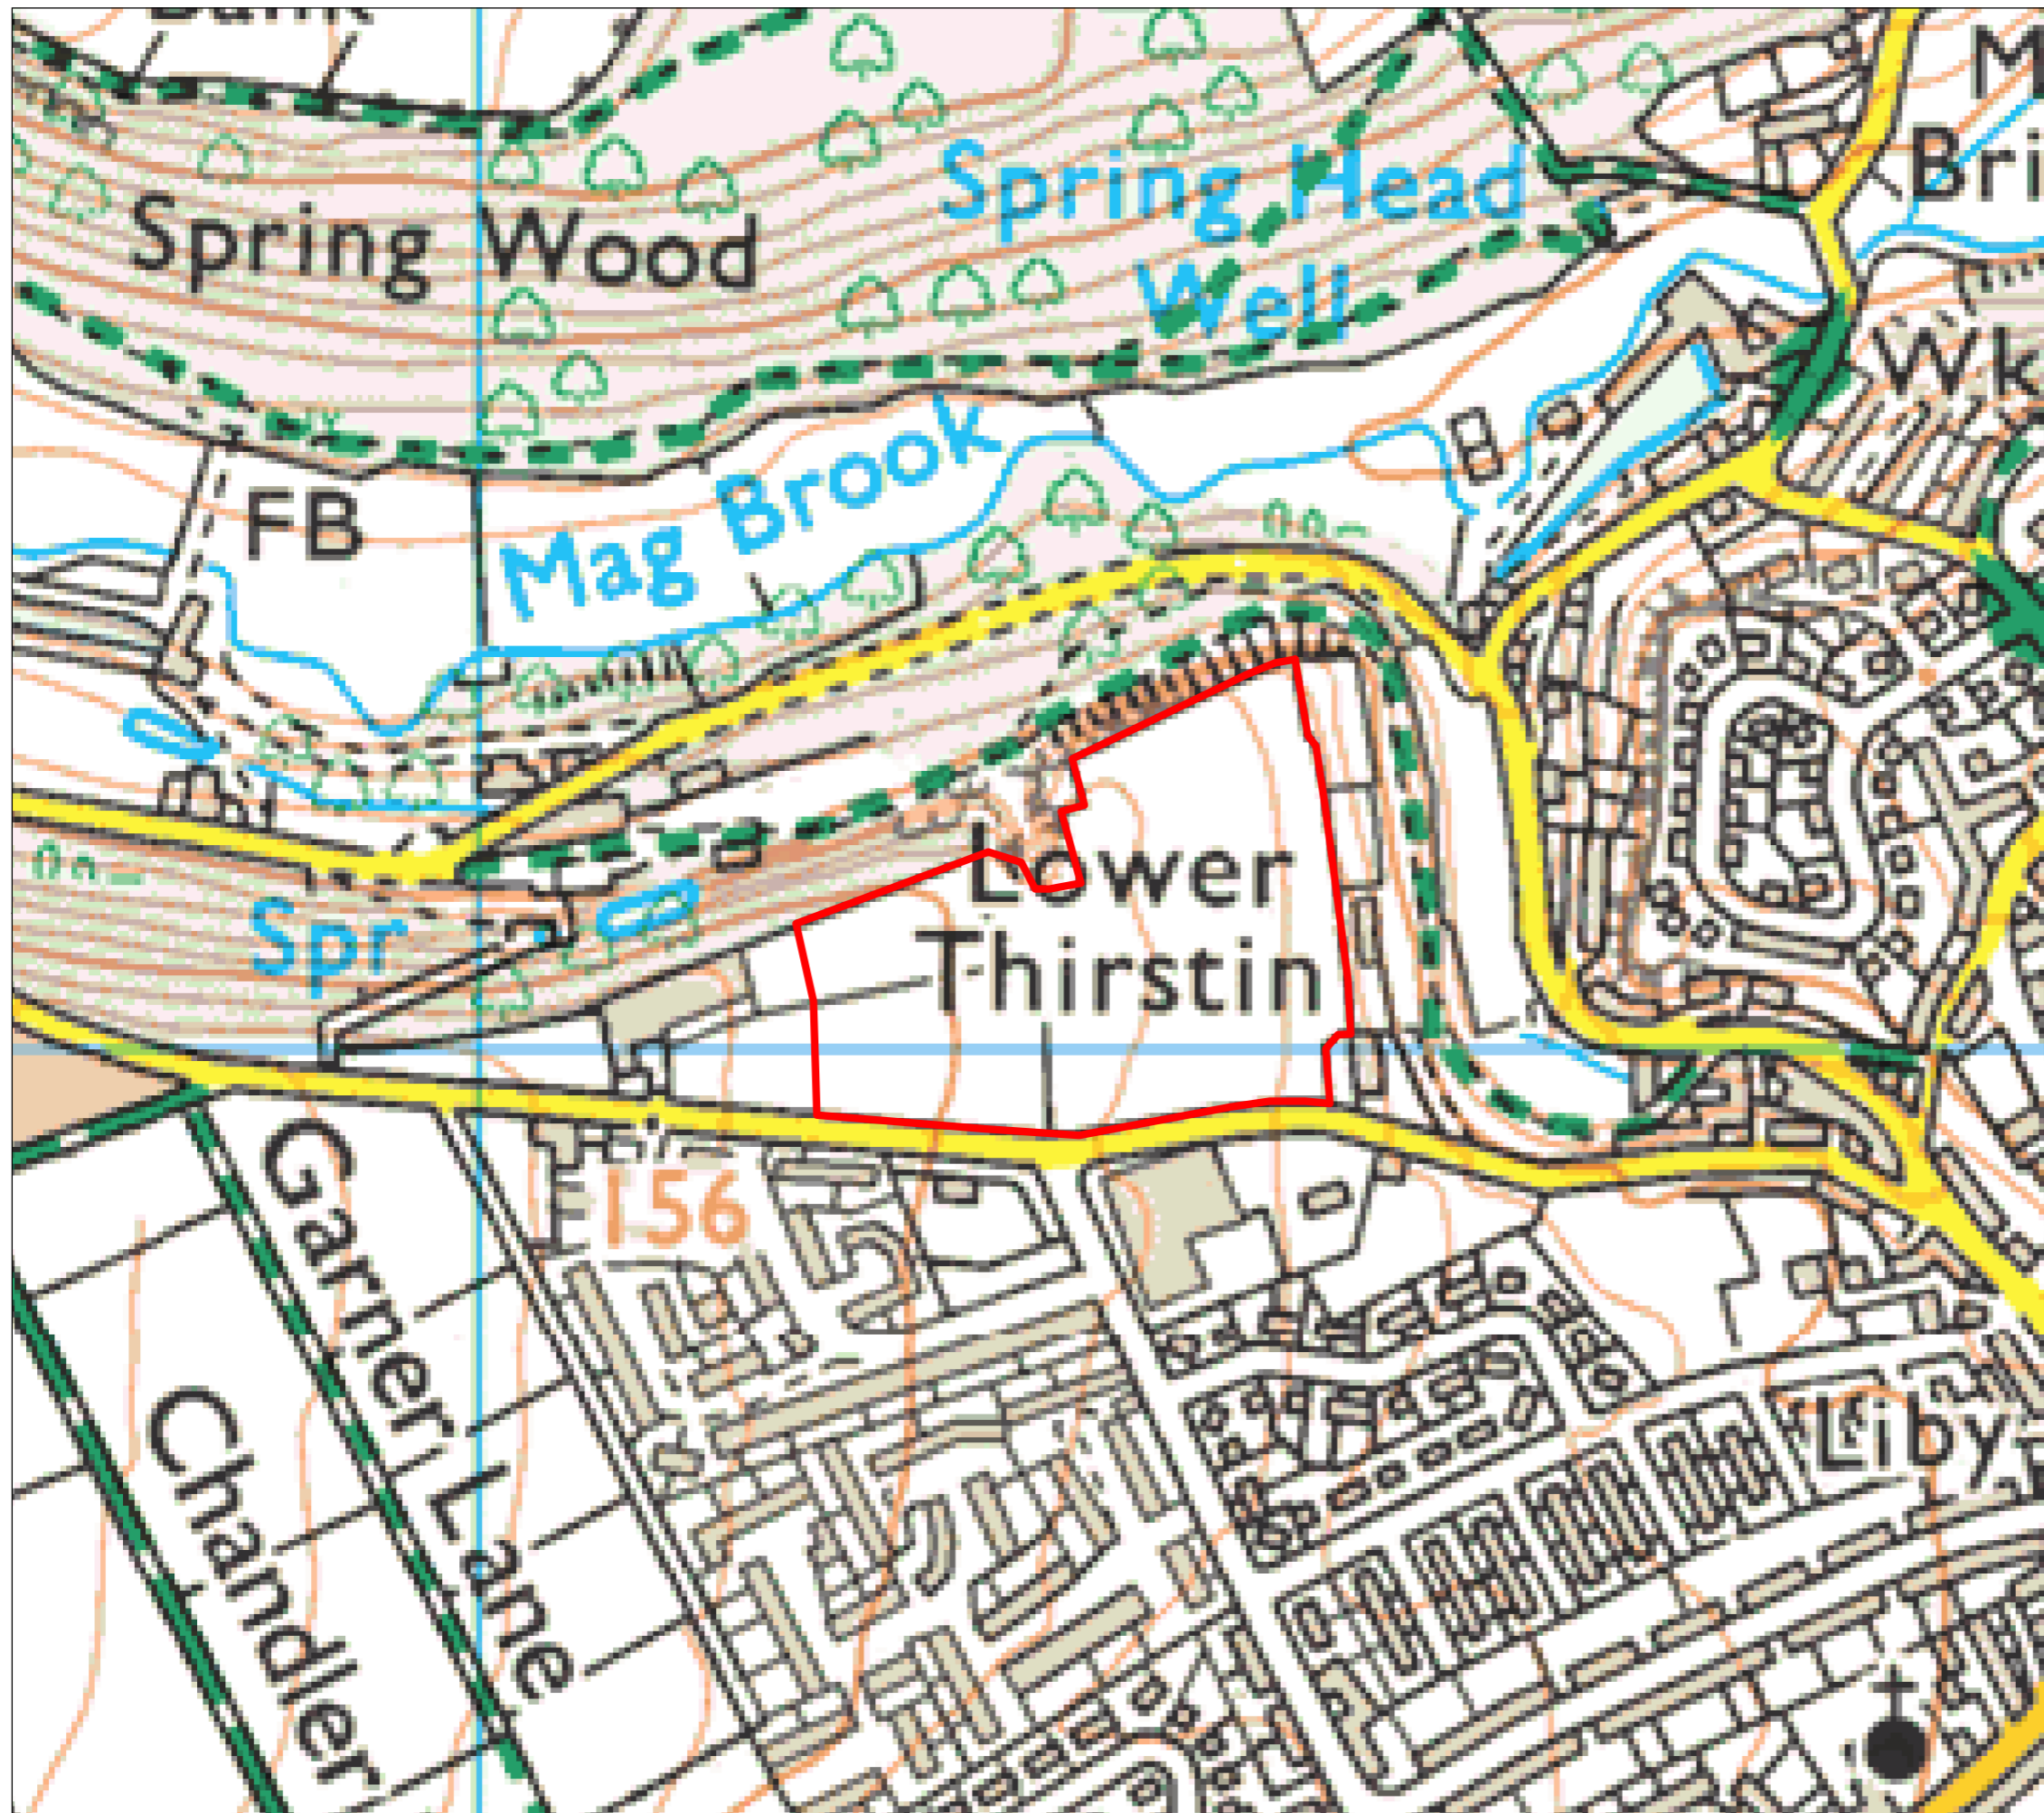 Spring Wood
Spring Head
Well
Bri
Wk
FB
Mag Brook
Lower
Thirstin
Spr
156
Garner Lane
Chandler
Liby